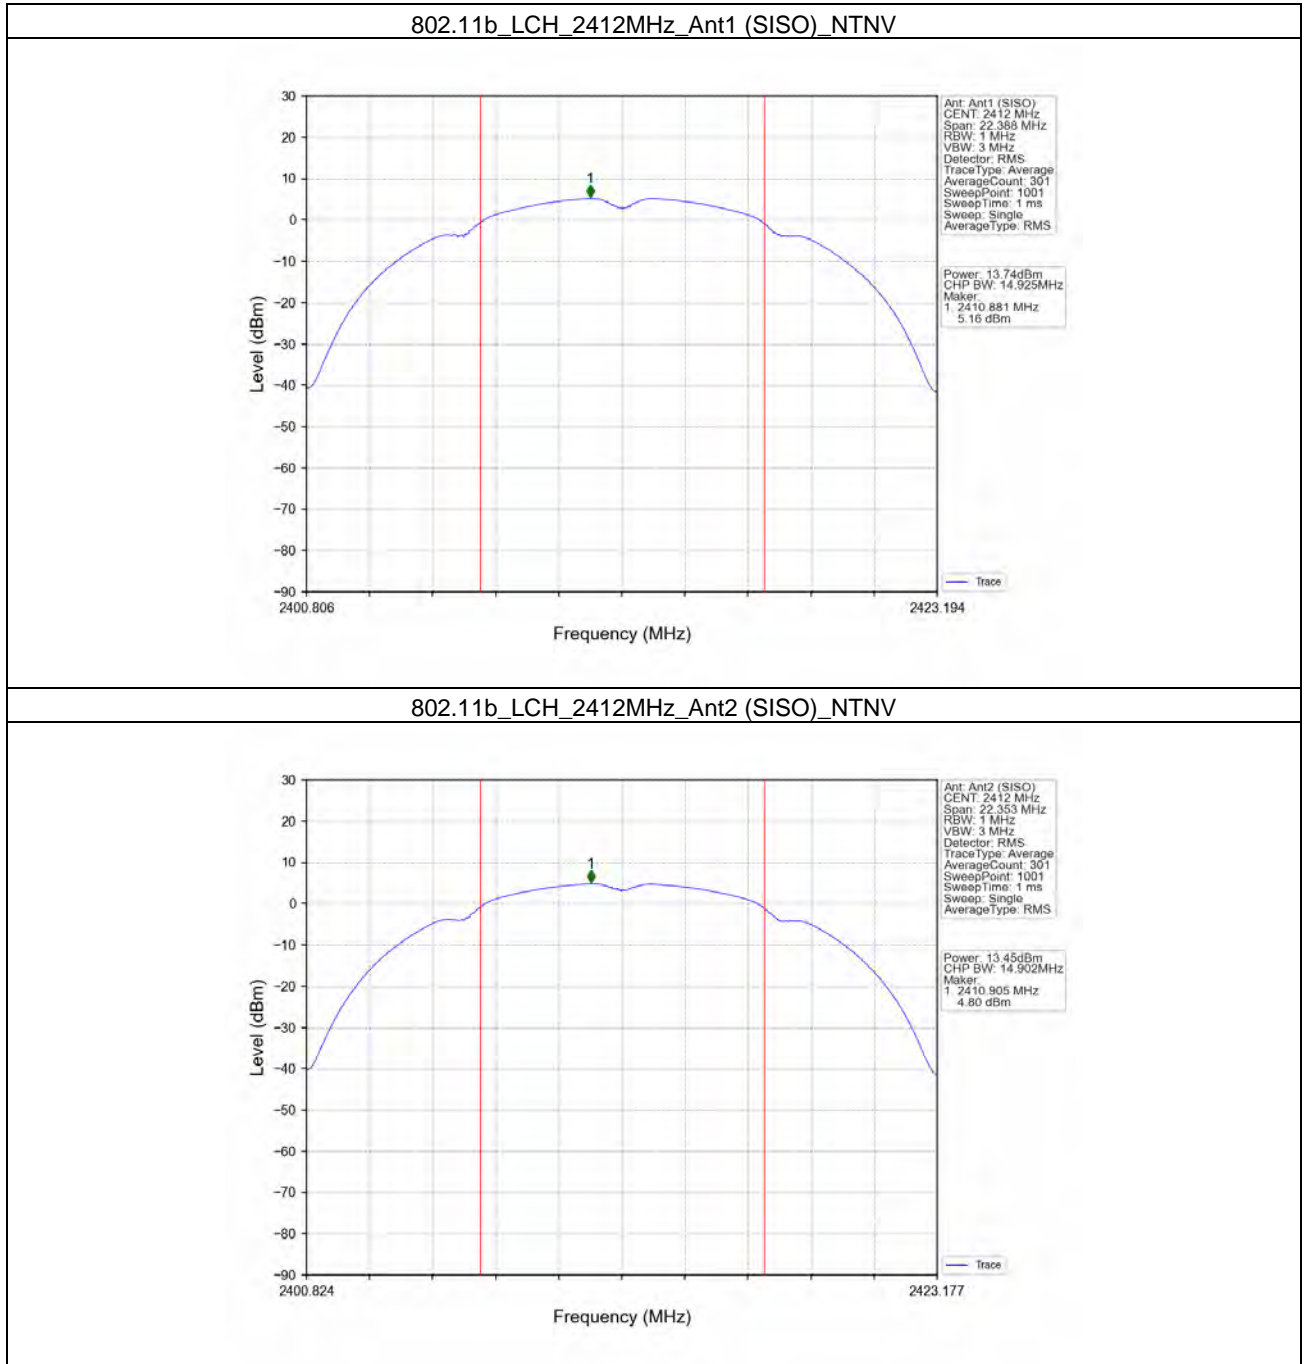 802.11b_LCH_2412MHz_Ant1 (SISO)_NTNV
30
20
10
0
−10
−20
−30
−40
−50
−60
−70
−80
−90
Level (dBm)
1
2400.806
2423.194
Frequency (MHz)
Ant: Ant1 (SISO)
CENT: 2412 MHz
Span: 22.388 MHz
RBW: 1 MHz
VBW: 3 MHz
Detector: RMS
TraceType: Average
AverageCount: 301
SweepPoint: 1001
SweepTime: 1 ms
Sweep: Single
AverageType: RMS
Power: 13.74dBm
CHP BW: 14.925MHz
Maker:
1. 2410.881 MHz
5.16 dBm
Trace
802.11b_LCH_2412MHz_Ant2 (SISO)_NTNV
30
20
10
0
−10
−20
−30
−40
−50
−60
−70
−80
−90
Level (dBm)
1
2400.824
2423.177
Frequency (MHz)
Ant: Ant2 (SISO)
CENT: 2412 MHz
Span: 22.353 MHz
RBW: 1 MHz
VBW: 3 MHz
Detector: RMS
TraceType: Average
AverageCount: 301
SweepPoint: 1001
SweepTime: 1 ms
Sweep: Single
AverageType: RMS
Power: 13.45dBm
CHP BW: 14.902MHz
Maker:
1. 2410.905 MHz
4.80 dBm
Trace